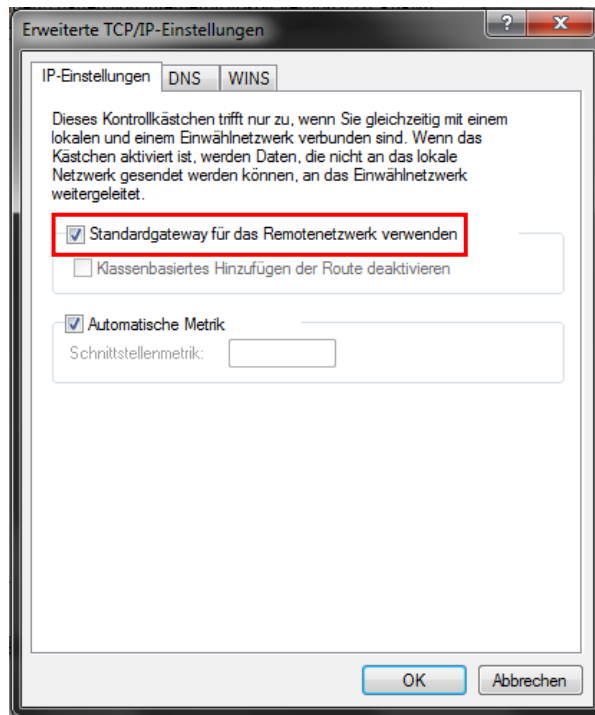 Erweiterte TCP/IP-Einstellungen
IP-Einstellungen DNS WINS
Dieses Kontrollkästchen trifft nur zu, wenn Sie gleichzeitig mit einem
lokalen und einem Einwählnetzwerk verbunden sind. Wenn das
Kästchen aktiviert ist, werden Daten, die nicht an das lokale
Netzwerk gesendet werden können, an das Einwählnetzwerk
weitergeleitet.
Standardgateway für das Remotenetzwerk verwenden
Klassenbasiertes Hinzufügen der Route deaktivieren
Automatische Metrik
Schnittstellenmetrik:
OK Abbrechen